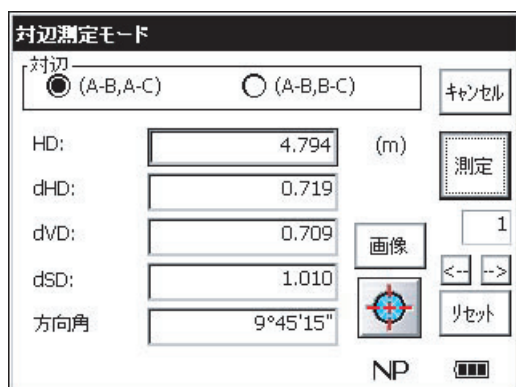 対辺測定モード
対辺
(A-B,A-C) (A-B,B-C)
キャンセル
HD: 4.794 (m)
測定
dHD: 0.719
dVD: 0.709
1
画像
dSD: 1.010
<-- -->
方向角 9°45'15"
リセット
NP